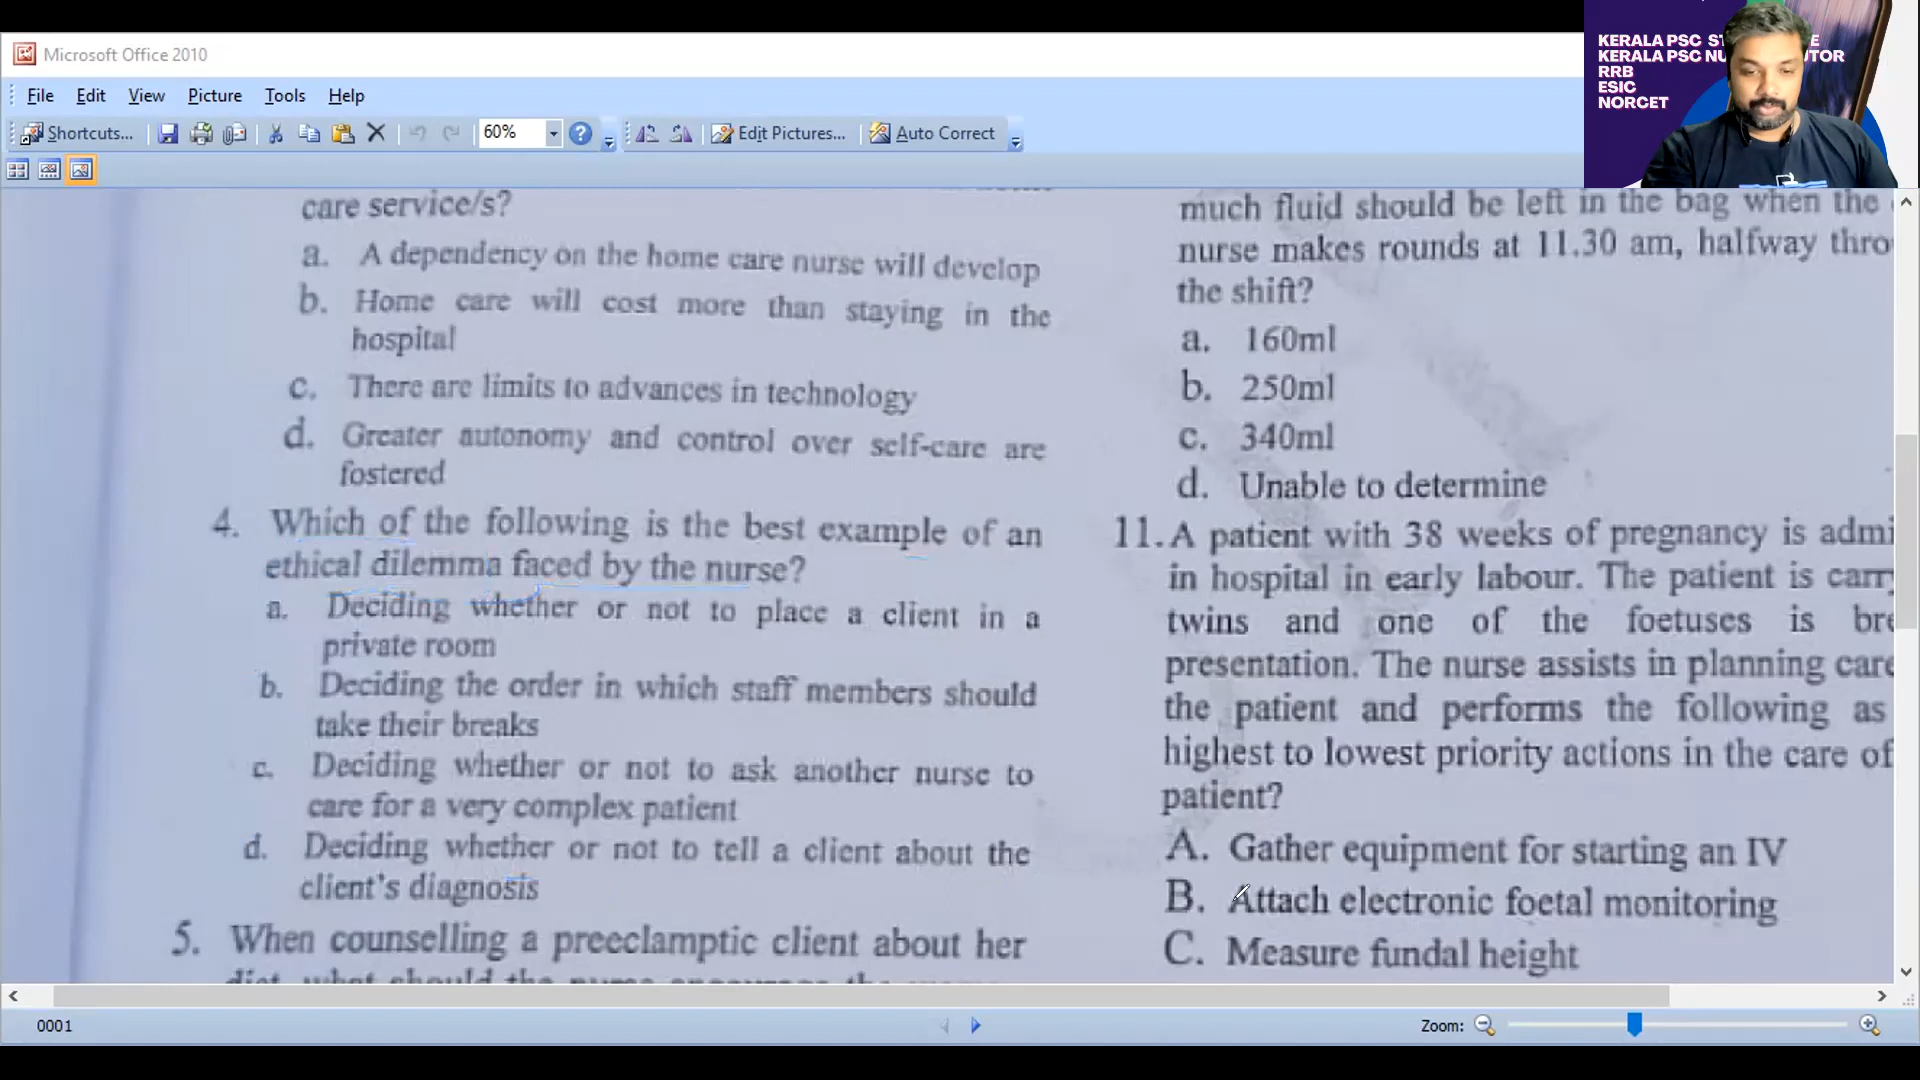 Microsoft Office 2010
File Edit View Picture Tools Help
Shortcuts... 60% Edit Pictures... Auto Correct
KERALA PSC
KERALA PSC
RRB
ESIC
NORCET
care service/s?
a. A dependency on the home care nurse will develop
b. Home care will cost more than staying in the
hospital
c. There are limits to advances in technology
d. Greater autonomy and control over self-care are
fostered
4. Which of the following is the best example of an
ethical dilemma faced by the nurse?
a. Deciding whether or not to place a client in a
private room
b. Deciding the order in which staff members should
take their breaks
c. Deciding whether or not to ask another nurse to
care for a very complex patient
d. Deciding whether or not to tell a client about the
client's diagnosis
5. When counselling a preeclamptic client about her
much fluid should be left in the bag when the
nurse makes rounds at 11.30 am, halfway thro
the shift?
a. 160ml
b. 250ml
c. 340ml
d. Unable to determine
11. A patient with 38 weeks of pregnancy is admi
in hospital in early labour. The patient is carr
twins and one of the foetuses is bre
presentation. The nurse assists in planning care
the patient and performs the following as
highest to lowest priority actions in the care of
patient?
A. Gather equipment for starting an IV
B. Attach electronic foetal monitoring
C. Measure fundal height
0001
Zoom: